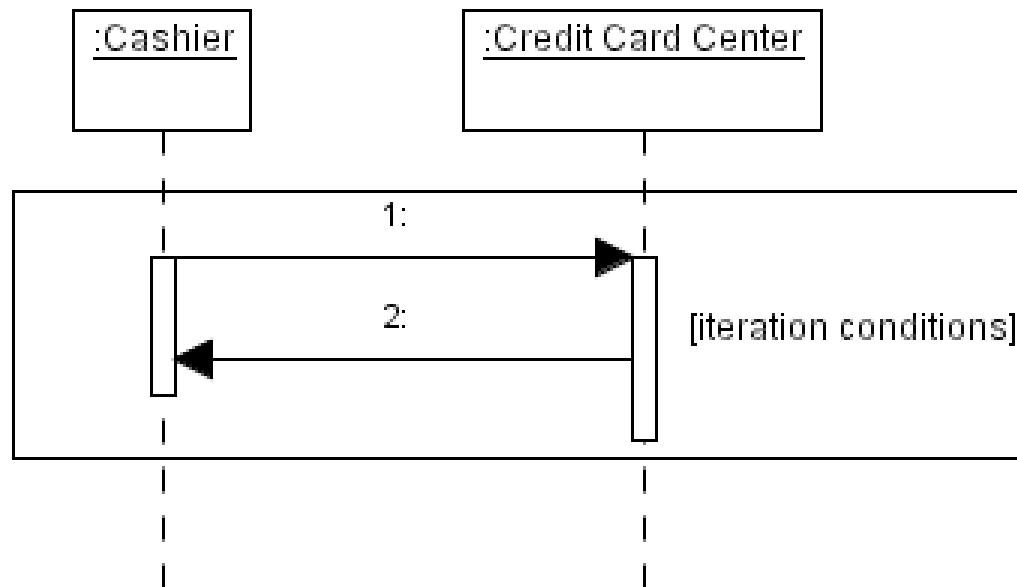 :Cashier
:Credit Card Center
1:
2:
[iteration conditions]